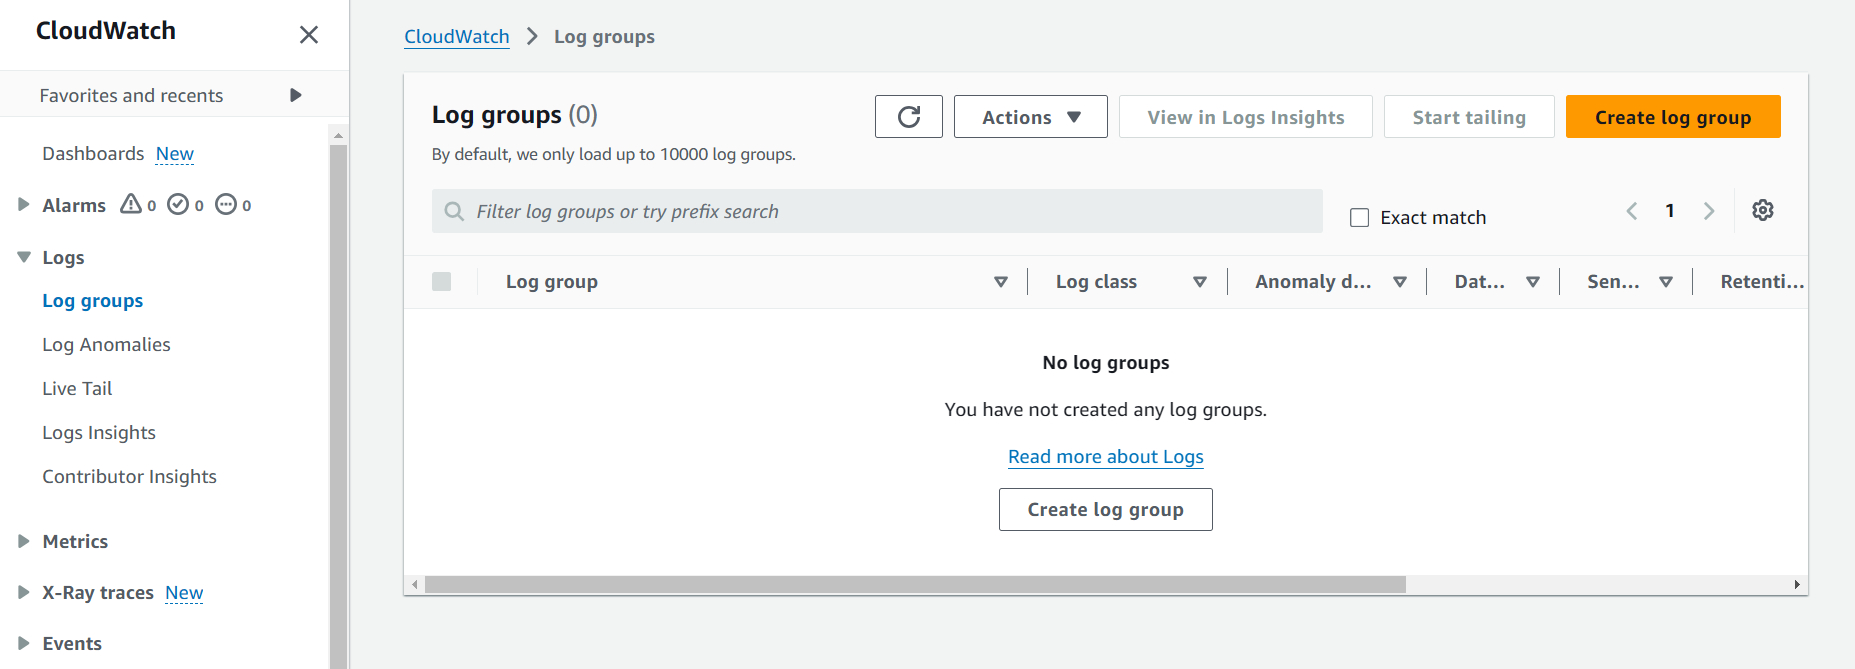 CloudWatch
Favorites and recents
Dashboards New
Alarms 0 0 0
Logs
Log groups
Log Anomalies
Live Tail
Logs Insights
Contributor Insights
Metrics
X-Ray traces New
Events
CloudWatch Log groups
Log groups (0)
Actions View in Logs Insights Start tailing Create log group
By default, we only load up to 10000 log groups.
Filter log groups or try prefix search Exact match 1
Log group Log class Anomaly d... Dat... Sen... Retenti...
No log groups
You have not created any log groups.
Read more about Logs
Create log group